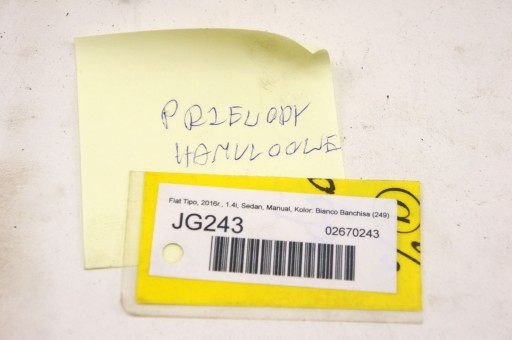 PRZEWODY
HAMULCOWE
Fiat Tipo, 2016r., 1.4i, Sedan, Manual, Kolor: Bianco Banchisa (249)
JG243
02670243